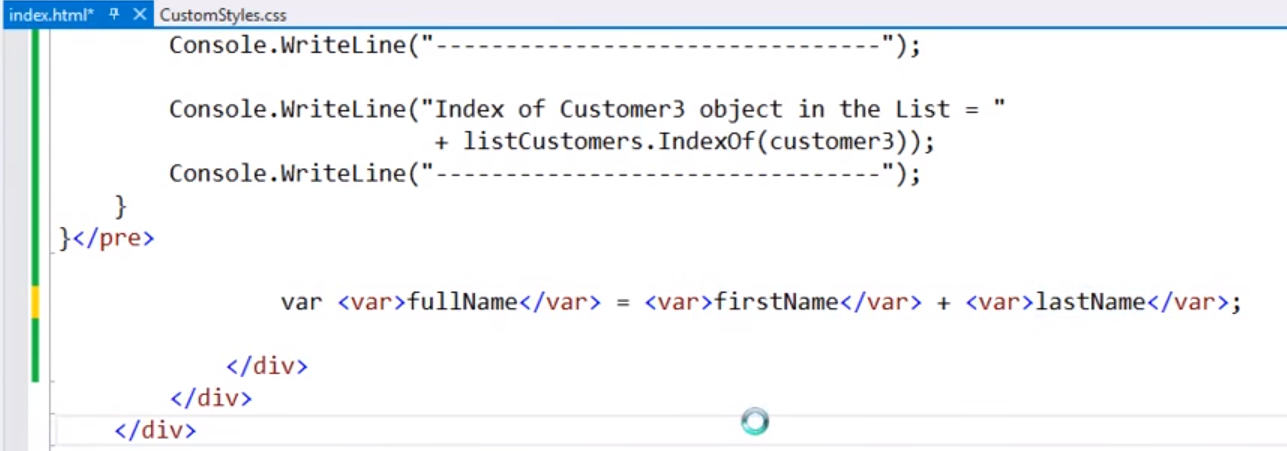 index.html* CustomStyles.css
Console.WriteLine("--------------------------------");
Console.WriteLine("Index of Customer3 object in the List = "
+ listCustomers.IndexOf(customer3));
Console.WriteLine("--------------------------------");
}
}</pre>
var <var>fullName</var> = <var>firstName</var> + <var>lastName</var>;
</div>
</div>
</div>